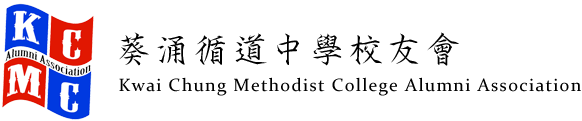 K C
Alumni Association
M C
葵涌循道中學校友會
Kwai Chung Methodist College Alumni Association